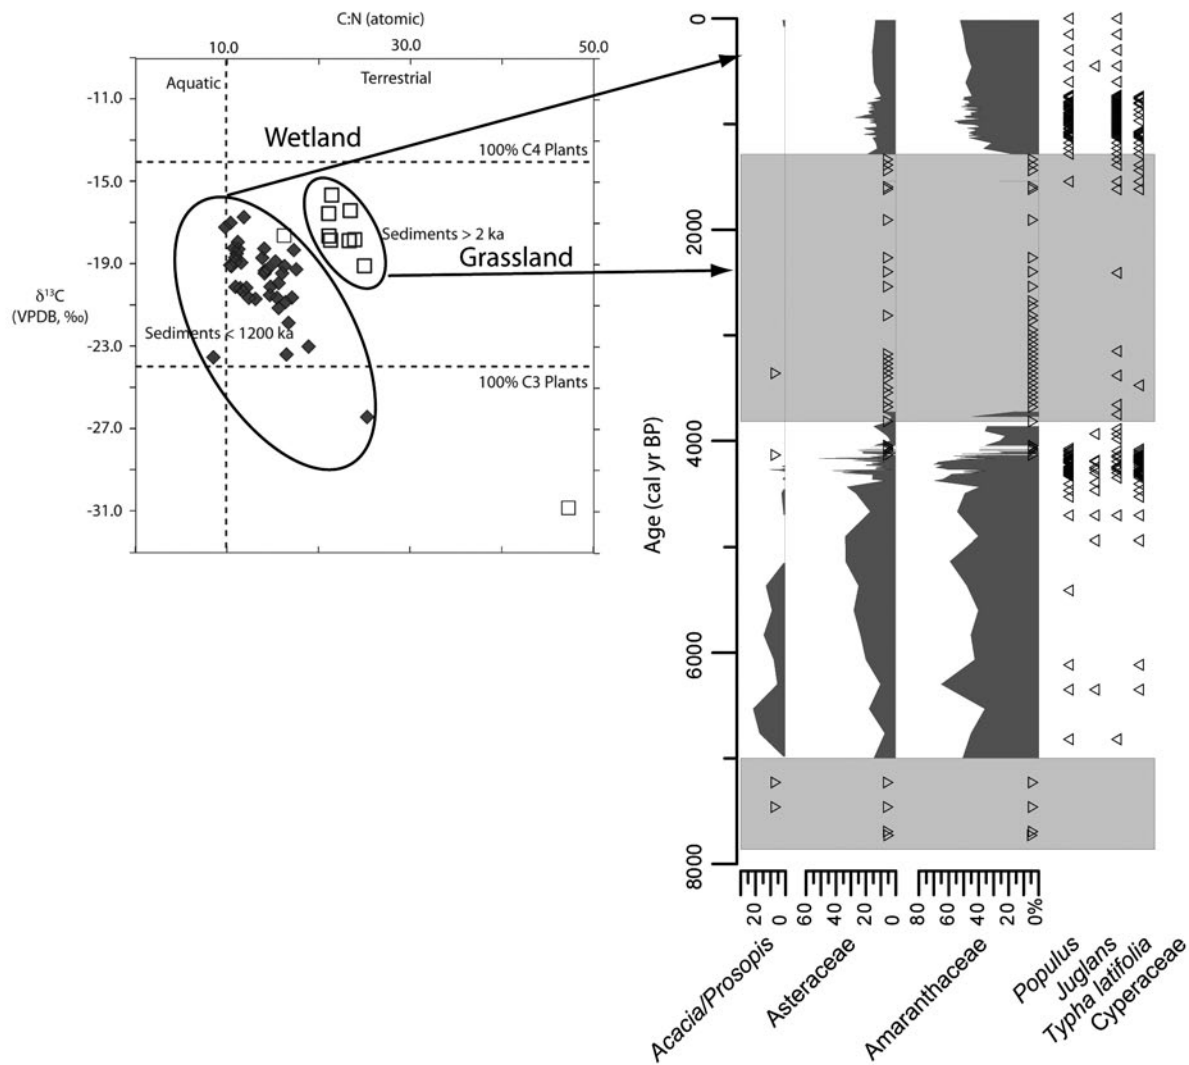 C:N (atomic)
10.0 30.0 50.0
Aquatic Terrestrial
-11.0
Wetland
100% C4 Plants
-15.0
Sediments > 2 ka
Grassland
-19.0
δ¹³C
(VPDB, ‰)
Sediments < 1200 ka
-23.0
100% C3 Plants
-27.0
-31.0
Age (cal yr BP)
0
2000
4000
6000
8000
20 0
60 40 20 0
80 60 40 20 0%
Acacia/Prosopis
Asteraceae
Amaranthaceae
Populus
Juglans
Typha latifolia
Cyperaceae